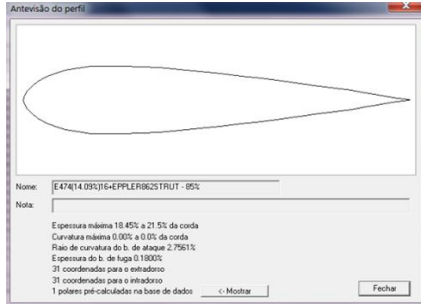 Antevisão do perfil
Nome: E474(14.09%)16+EPPLER862STRUT - 85%
Nota:
Espessura máxima 18.45% a 21.5% da corda
Curvatura máxima 0.00% a 0.0% da corda
Raio de curvatura do b. de ataque 2.7561%
Espessura do b. de fuga 0.1800%
31 coordenadas para o extradorso
31 coordenadas para o intradorso
1 polares pré-calculadas na base de dados <- Mostrar
Fechar